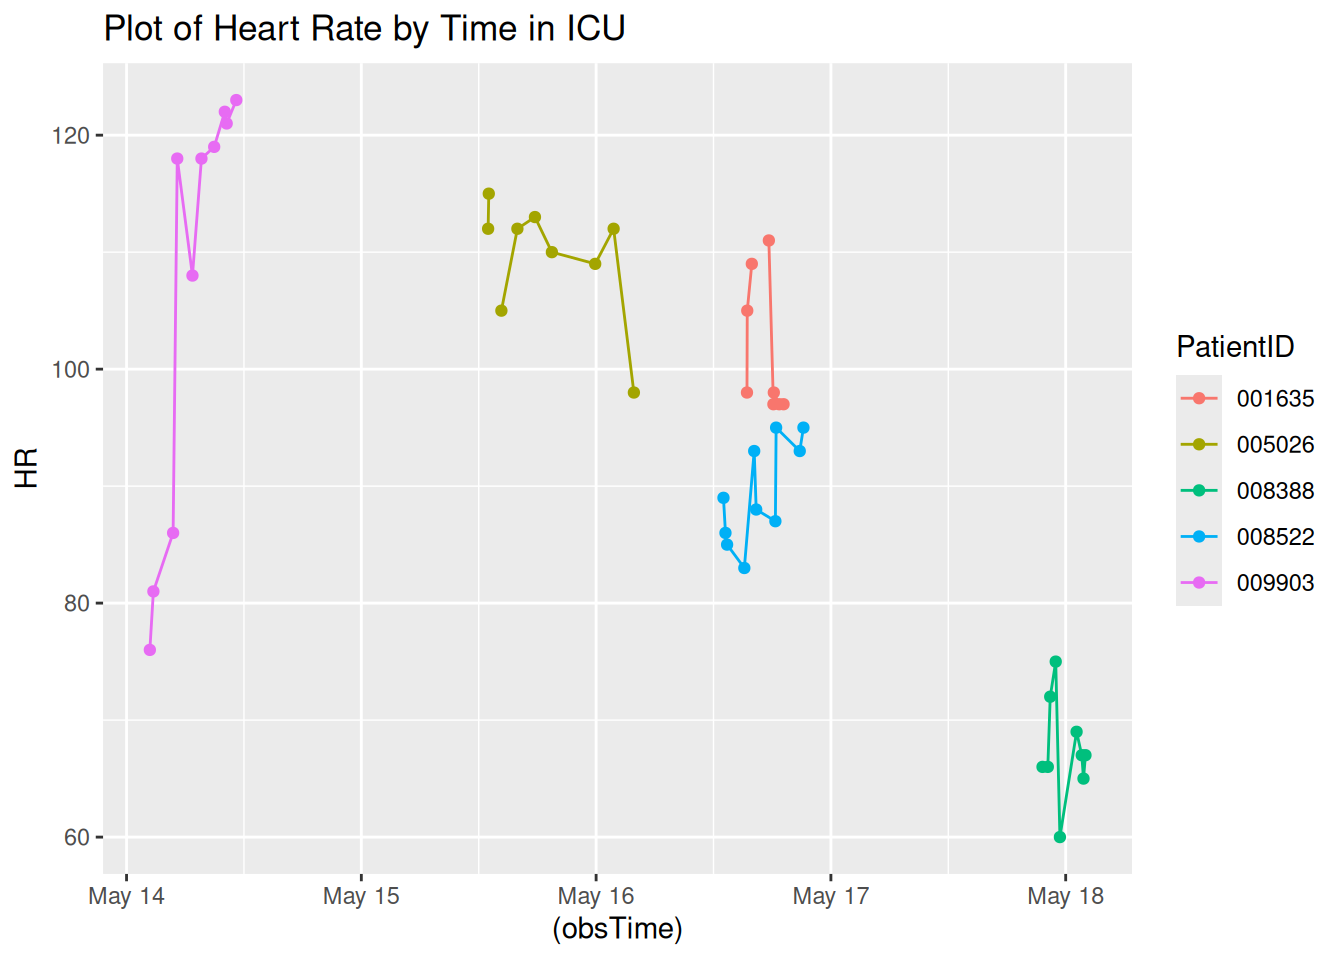 Plot of Heart Rate by Time in ICU
120
100
80
60
HR
May 14
May 15
May 16
May 17
May 18
(obsTime)
PatientID
001635
005026
008388
008522
009903